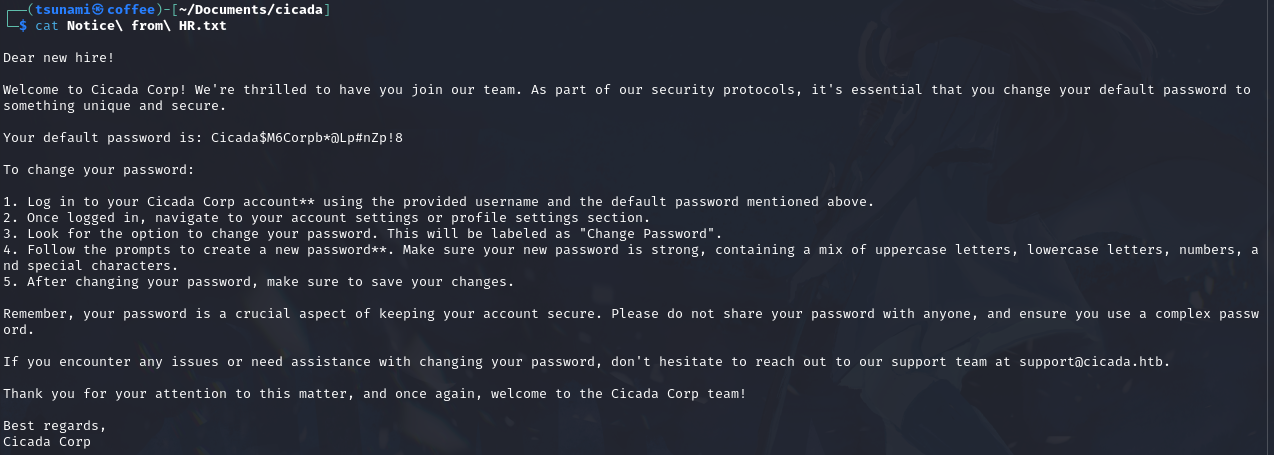 ┌──(tsunami㉿coffee)-[~/Documents/cicada]
└─$ cat Notice\ from\ HR.txt
Dear new hire!
Welcome to Cicada Corp! We're thrilled to have you join our team. As part of our security protocols, it's essential that you change your default password to
something unique and secure.
Your default password is: Cicada$M6Corpb*@Lp#nZp!8
To change your password:
1. Log in to your Cicada Corp account** using the provided username and the default password mentioned above.
2. Once logged in, navigate to your account settings or profile settings section.
3. Look for the option to change your password. This will be labeled as "Change Password".
4. Follow the prompts to create a new password**. Make sure your new password is strong, containing a mix of uppercase letters, lowercase letters, numbers, a
nd special characters.
5. After changing your password, make sure to save your changes.
Remember, your password is a crucial aspect of keeping your account secure. Please do not share your password with anyone, and ensure you use a complex passw
ord.
If you encounter any issues or need assistance with changing your password, don't hesitate to reach out to our support team at support@cicada.htb.
Thank you for your attention to this matter, and once again, welcome to the Cicada Corp team!
Best regards,
Cicada Corp